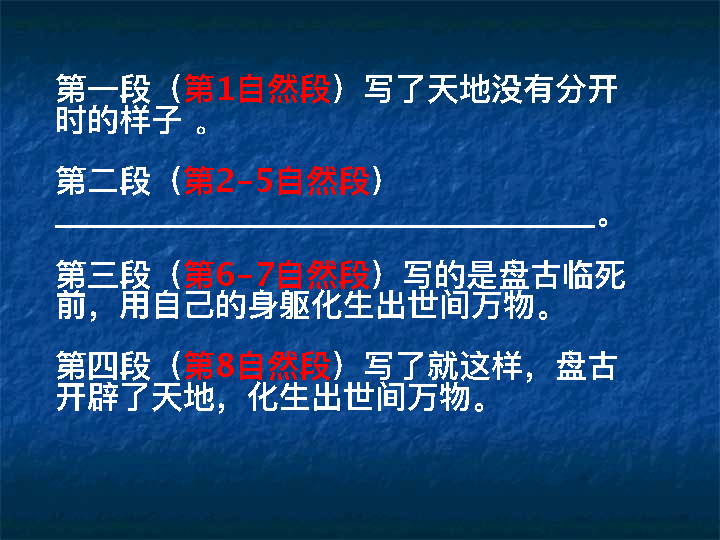 第一段（第1自然段）写了天地没有分开
时的样子 。
第二段（第2-5自然段）
__________________________________。
第三段（第6-7自然段）写的是盘古临死
前，用自己的身躯化生出世间万物。
第四段（第8自然段）写了就这样，盘古
开辟了天地，化生出世间万物。